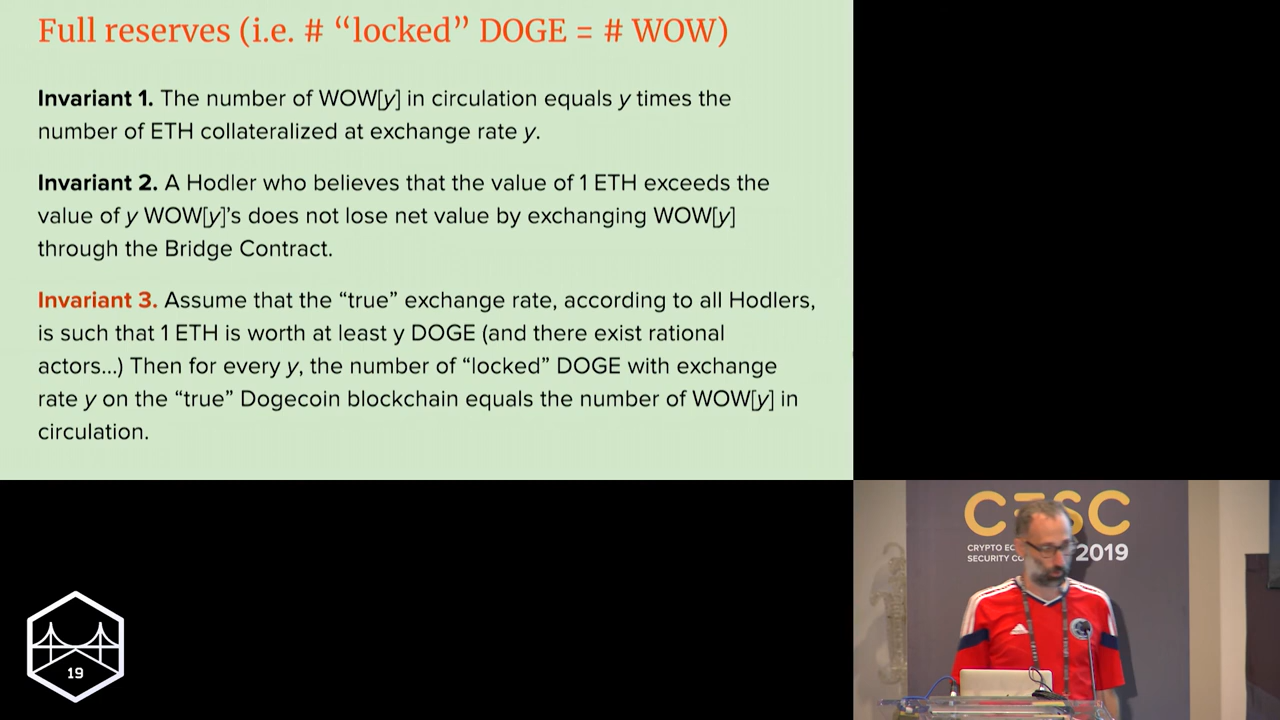 Full reserves (i.e. # “locked” DOGE = # WOW)
Invariant 1. The number of WOW[y] in circulation equals y times the
number of ETH collateralized at exchange rate y.
Invariant 2. A Hodler who believes that the value of 1 ETH exceeds the
value of y WOW[y]’s does not lose net value by exchanging WOW[y]
through the Bridge Contract.
Invariant 3. Assume that the “true” exchange rate, according to all Hodlers,
is such that 1 ETH is worth at least y DOGE (and there exist rational
actors...) Then for every y, the number of “locked” DOGE with exchange
rate y on the “true” Dogecoin blockchain equals the number of WOW[y] in
circulation.
CESC
CRYPTO
SECURITY
2019
19